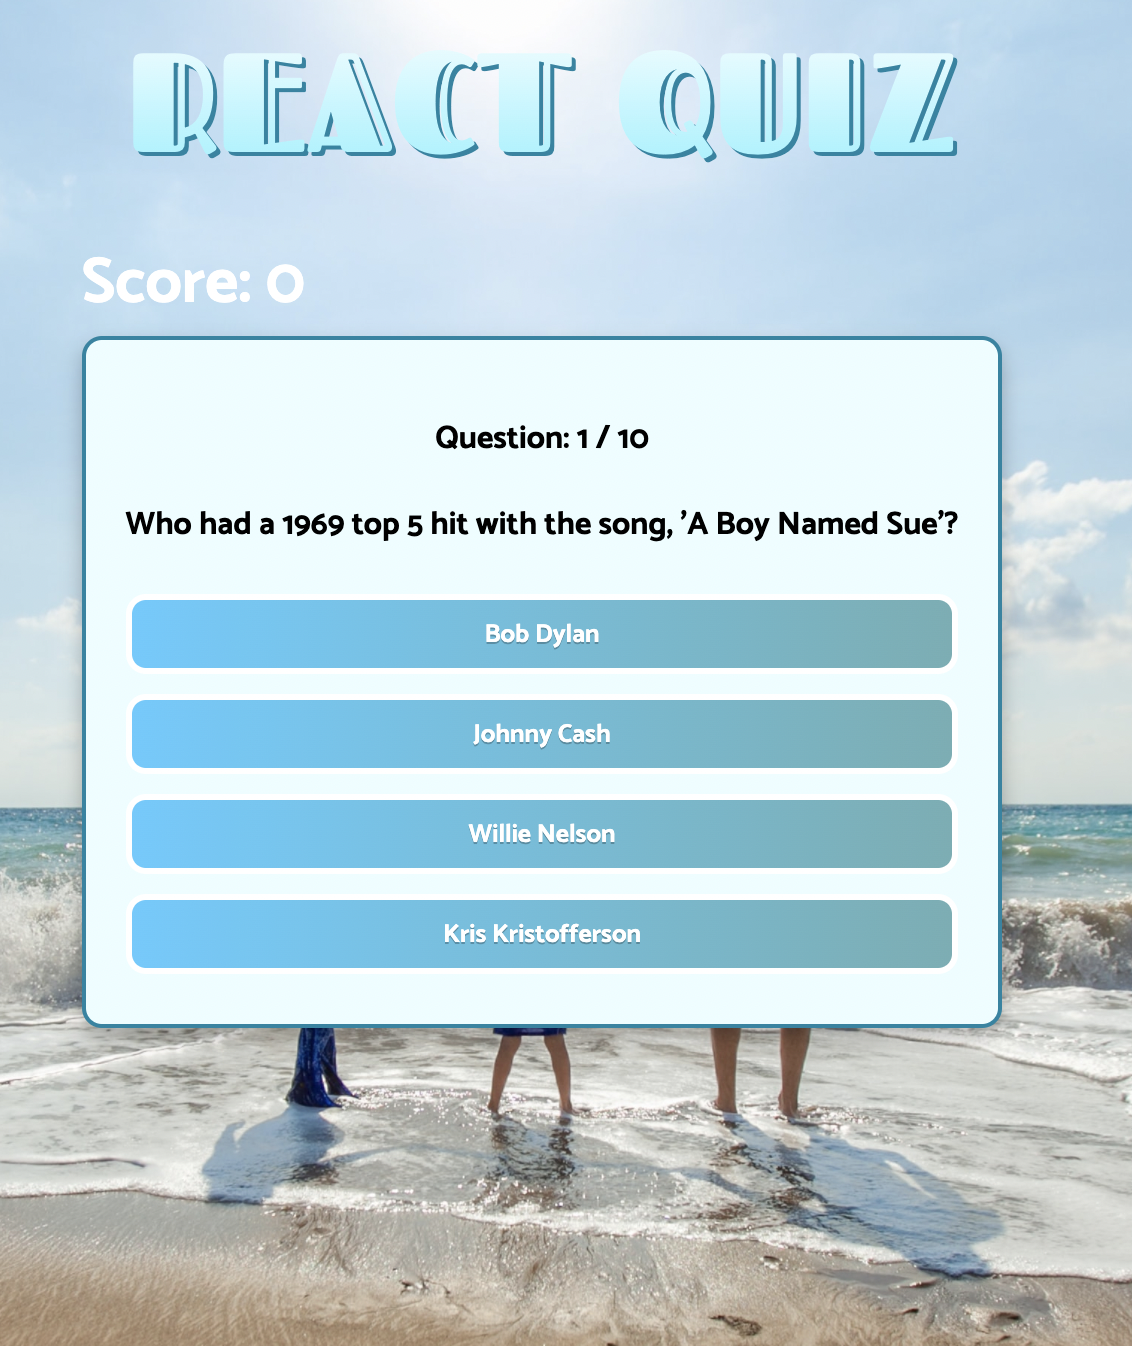 REACT QUIZ
Score: 0
Question: 1 / 10
Who had a 1969 top 5 hit with the song, 'A Boy Named Sue'?
Bob Dylan
Johnny Cash
Willie Nelson
Kris Kristofferson